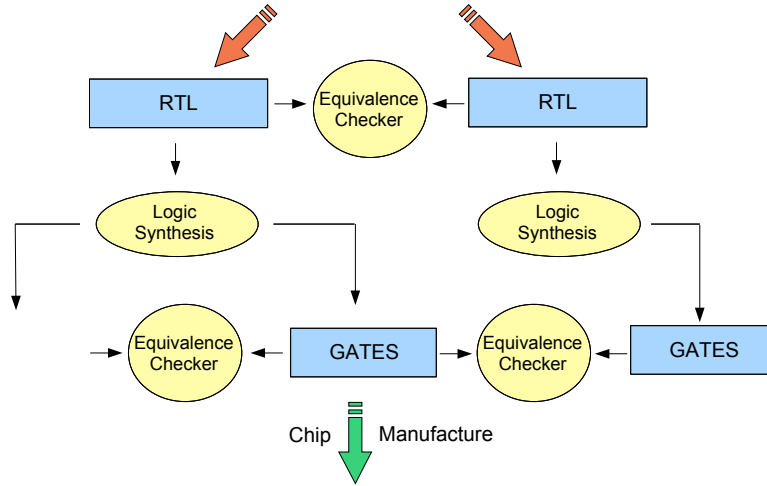 RTL
Equivalence
Checker
RTL
Logic
Synthesis
Logic
Synthesis
Equivalence
Checker
GATES
Equivalence
Checker
GATES
Chip Manufacture